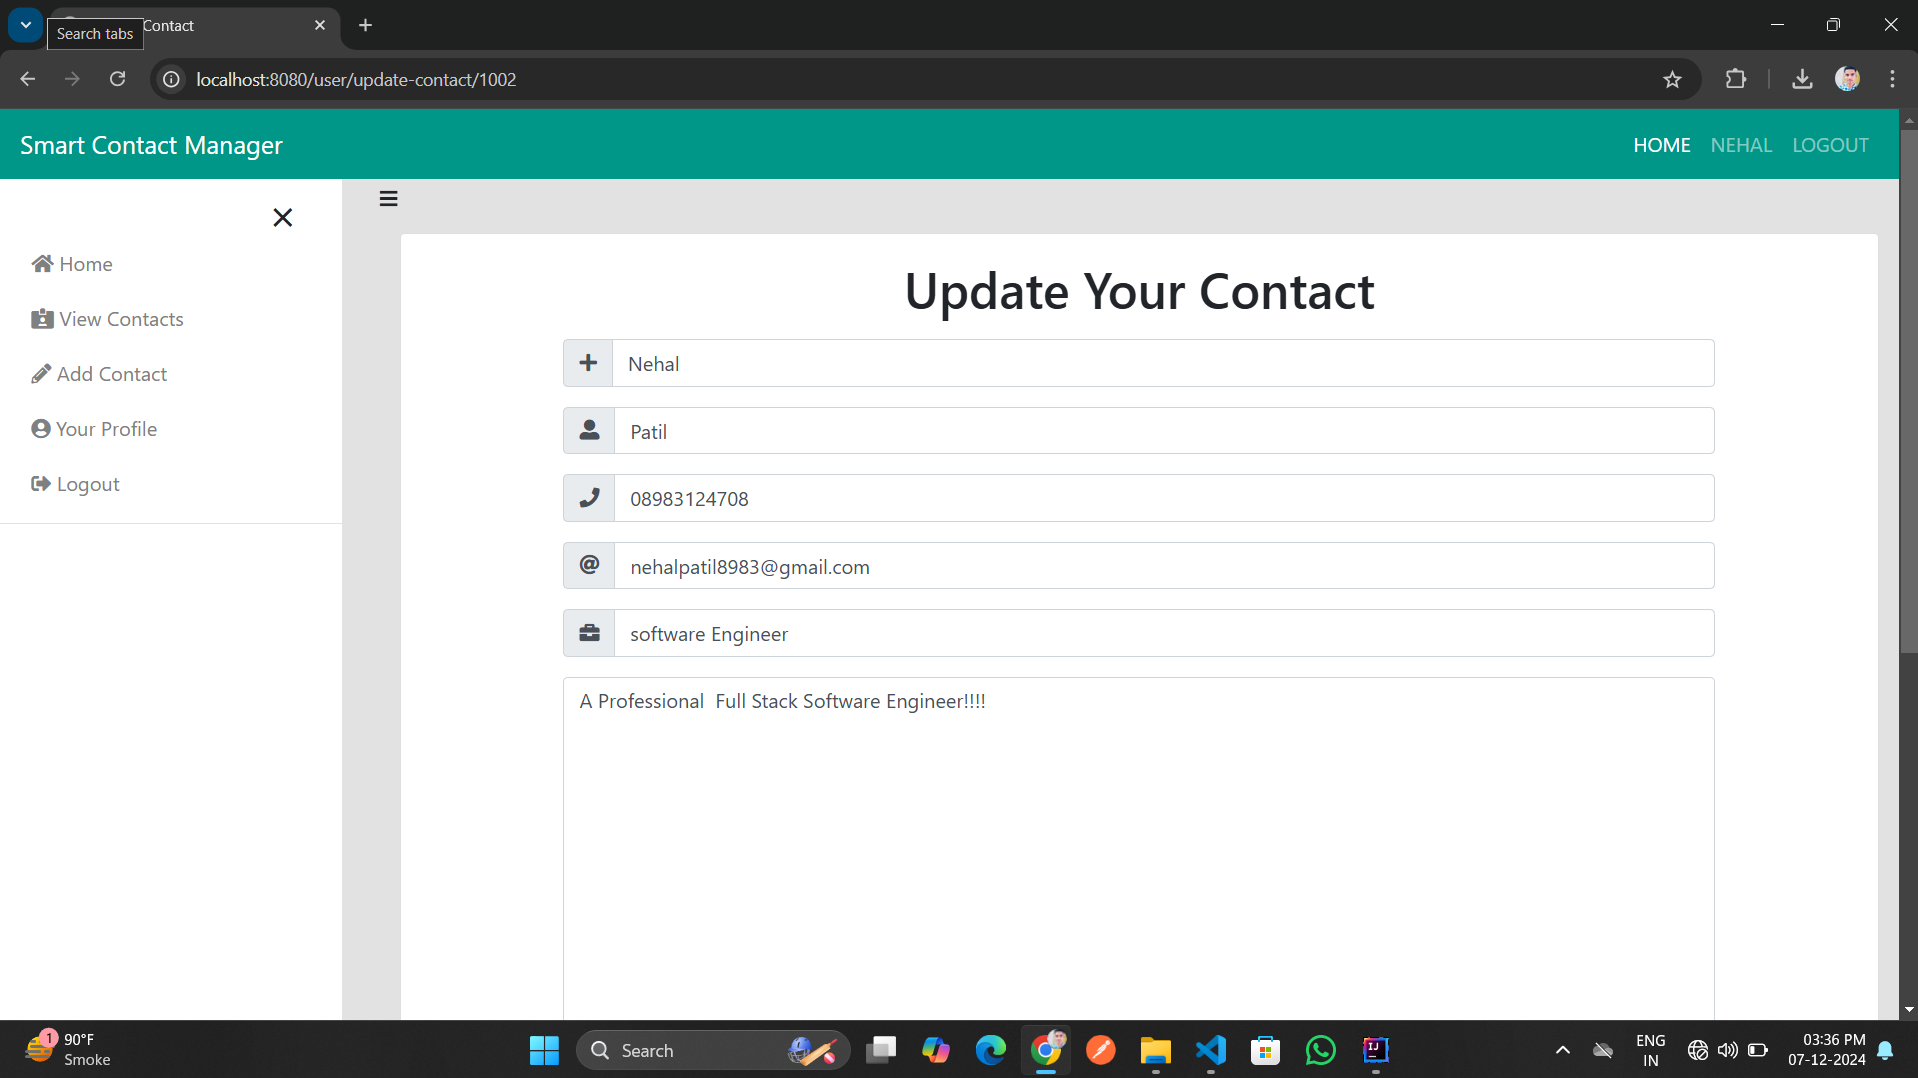 Contact
Search tabs
localhost:8080/user/update-contact/1002
Smart Contact Manager
HOME NEHAL LOGOUT
Home
View Contacts
Add Contact
Your Profile
Logout
Update Your Contact
Nehal
Patil
08983124708
@ nehalpatil8983@gmail.com
software Engineer
A Professional  Full Stack Software Engineer!!!!
1
90°F
Smoke
Search
IJ
ENG
IN
03:36 PM
07-12-2024